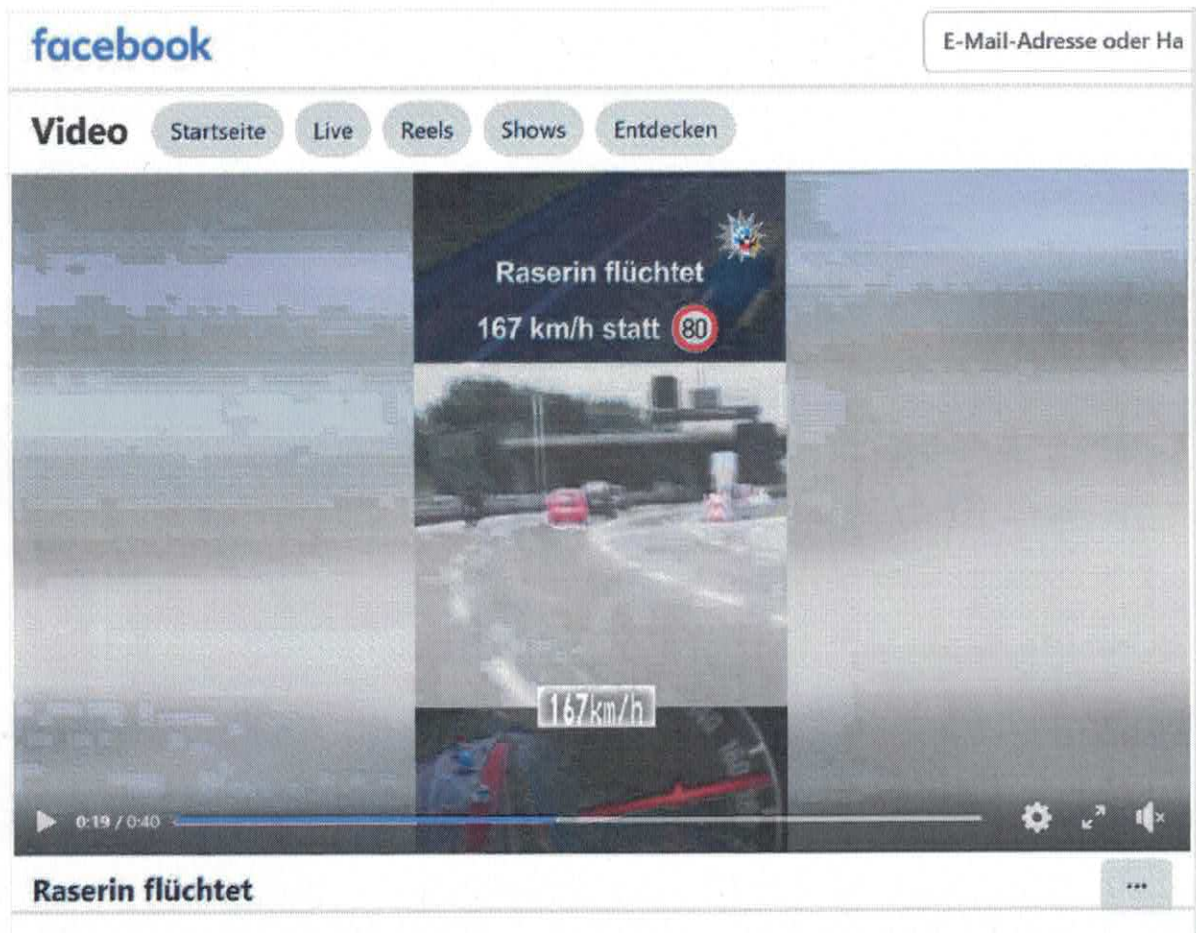 facebook
E-Mail-Adresse oder Ha
Video
Startseite
Live
Reels
Shows
Entdecken
Raserin flüchtet
167 km/h statt 80
167km/h
0:19 / 0:40
Raserin flüchtet